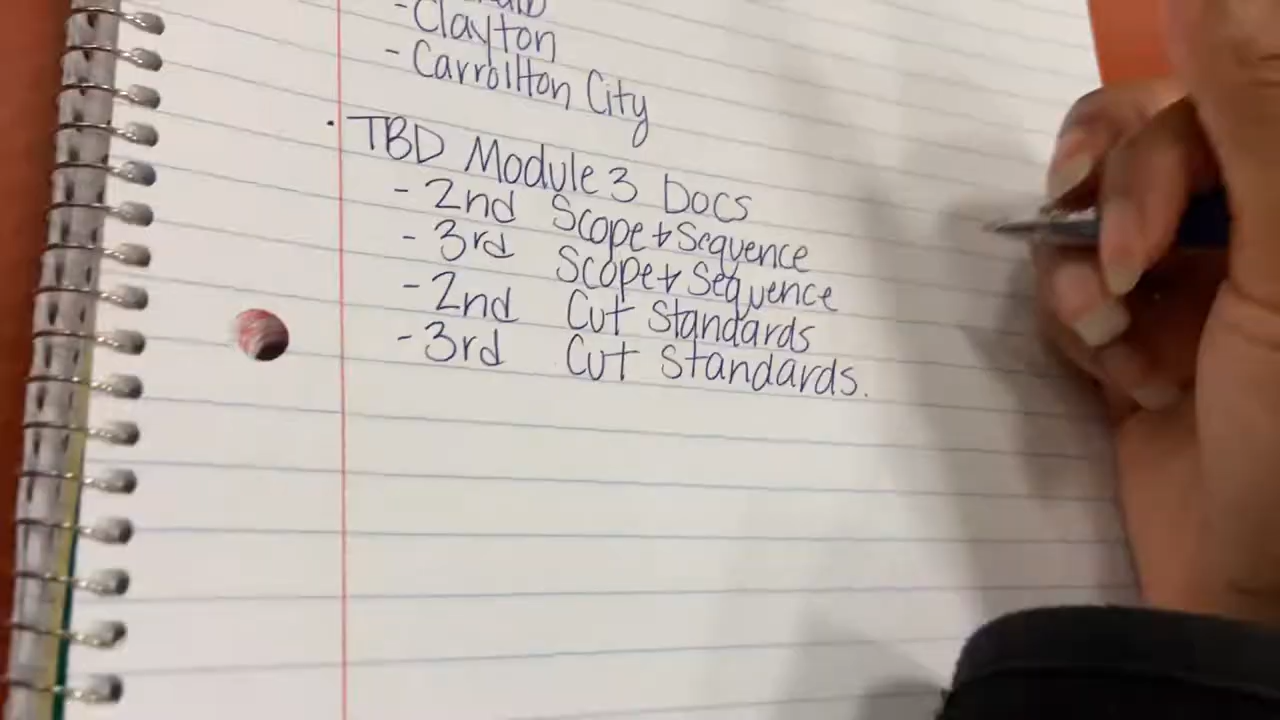 - Clayton
- Carrollton City
· TBD Module 3 Docs
- 2nd Scope + Sequence
- 3rd Scope + Sequence
- 2nd Cut Standards
- 3rd Cut Standards.